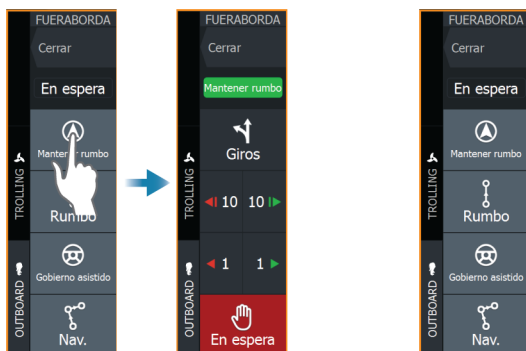 FUERABORDA
Cerrar
En espera
Mantener rumbo
Rumbo
Gobierno asistido
Nav.
TROLLING
OUTBOARD
FUERABORDA
Cerrar
Mantener rumbo
Giros
10 10
1 1
En espera
TROLLING
OUTBOARD
FUERABORDA
Cerrar
En espera
Mantener rumbo
Rumbo
Gobierno asistido
Nav.
TROLLING
OUTBOARD